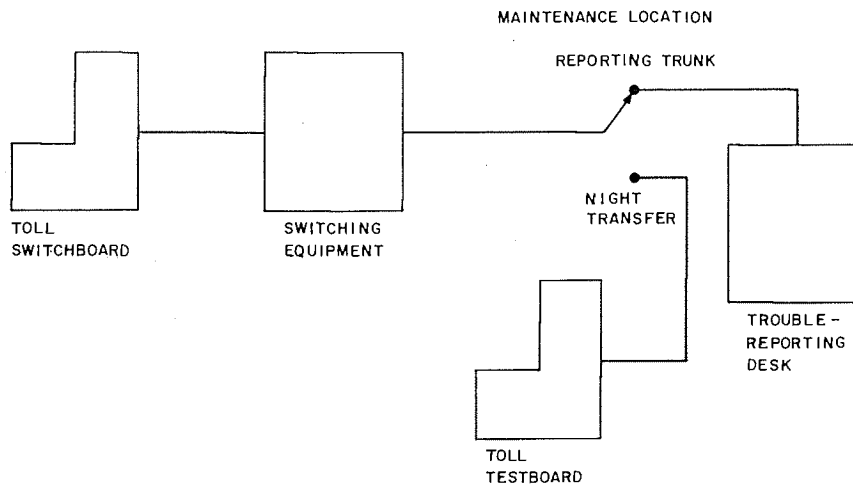 MAINTENANCE LOCATION
REPORTING TRUNK
TOLL
SWITCHBOARD
SWITCHING
EQUIPMENT
NIGHT
TRANSFER
TROUBLE-
REPORTING
DESK
TOLL
TESTBOARD